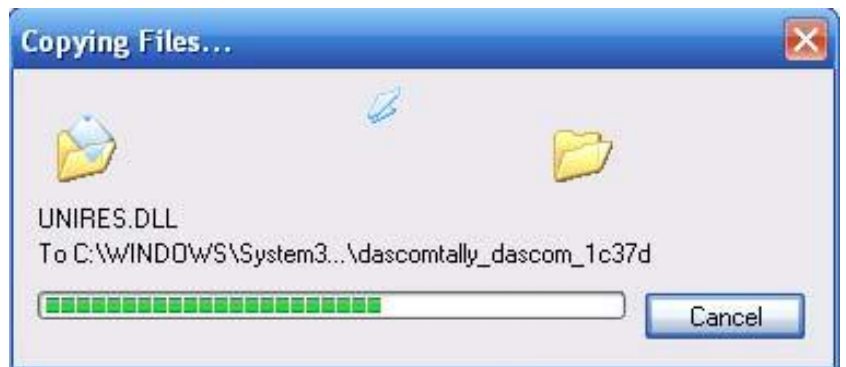 Copying Files...
UNIRES.DLL
To C:\WINDOWS\System3...\dascomtally_dascom_1c37d
Cancel